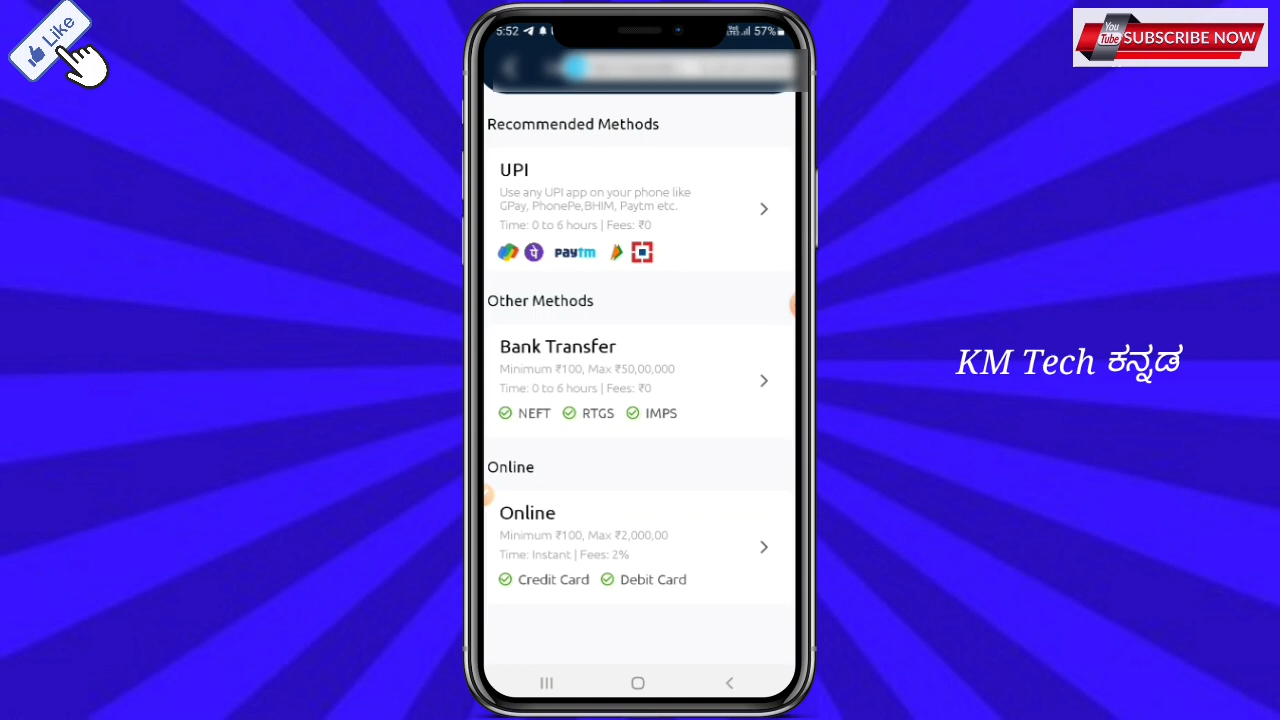 Like
You
Tube
SUBSCRIBE NOW
5:52
57%
Recommended Methods
UPI
Use any UPI app on your phone like
GPay, PhonePe,BHIM, Paytm etc.
Time: 0 to 6 hours | Fees: ₹0
पे paytm
Other Methods
Bank Transfer
Minimum ₹100, Max ₹50,00,000
Time: 0 to 6 hours | Fees: ₹0
NEFT RTGS IMPS
KM Tech ಕನ್ನಡ
Online
Online
Minimum ₹100, Max ₹2,000,00
Time: Instant | Fees: 2%
Credit Card Debit Card